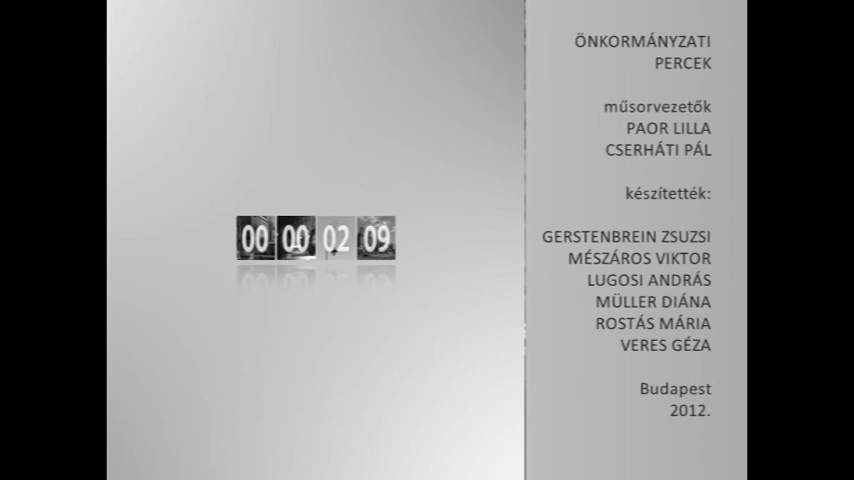 00 00 02 09
ÖNKORMÁNYZATI
PERCEK
műsorvezetők
PAOR LILLA
CSERHÁTI PÁL
készítették:
GERSTENBREIN ZSUZSI
MÉSZÁROS VIKTOR
LUGOSI ANDRÁS
MÜLLER DIÁNA
ROSTÁS MÁRIA
VERES GÉZA
Budapest
2012.